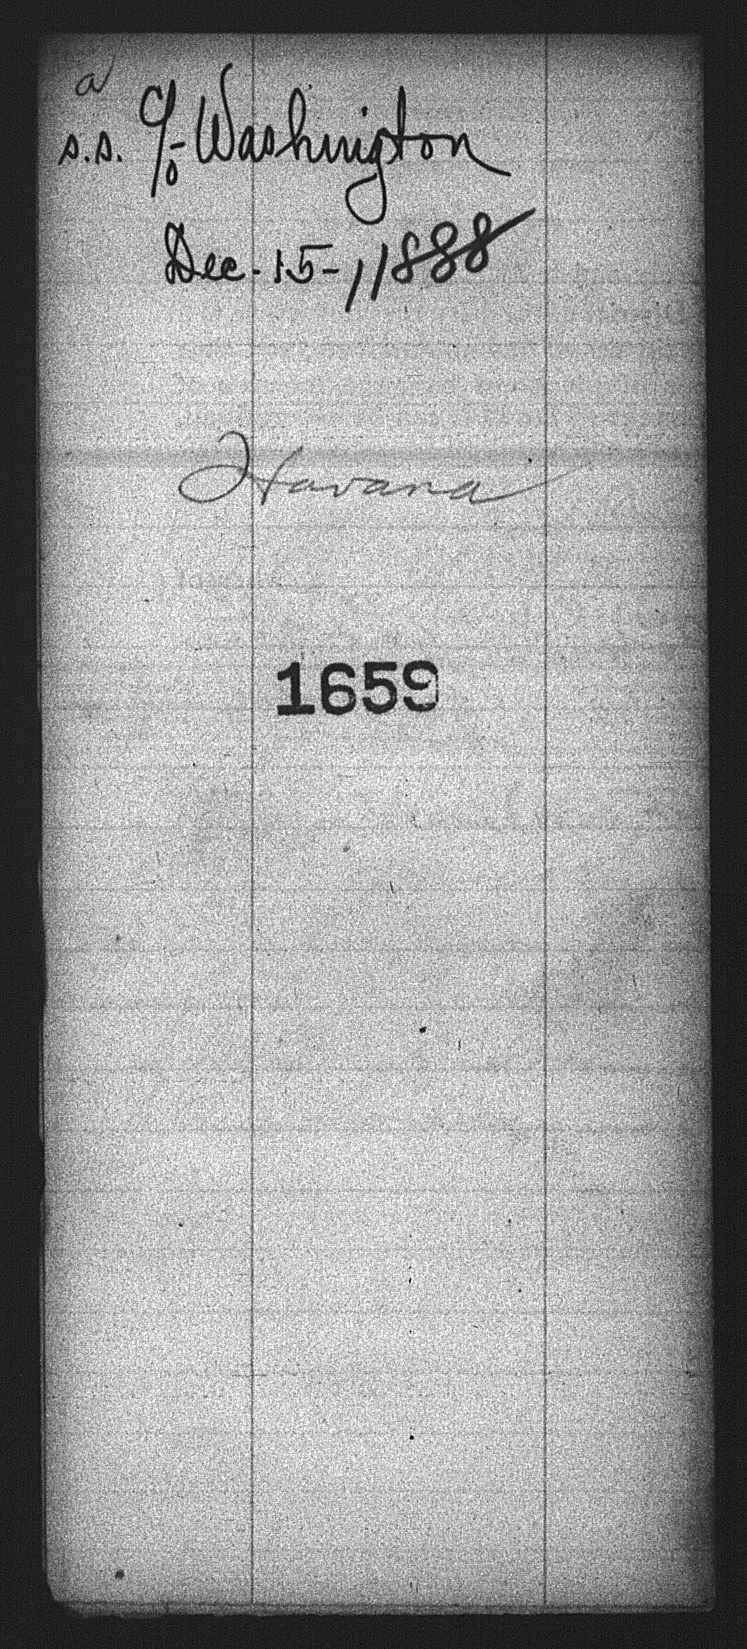 a
S.S. C/o Washington
Dec. 15-, 1888
Havana
1659